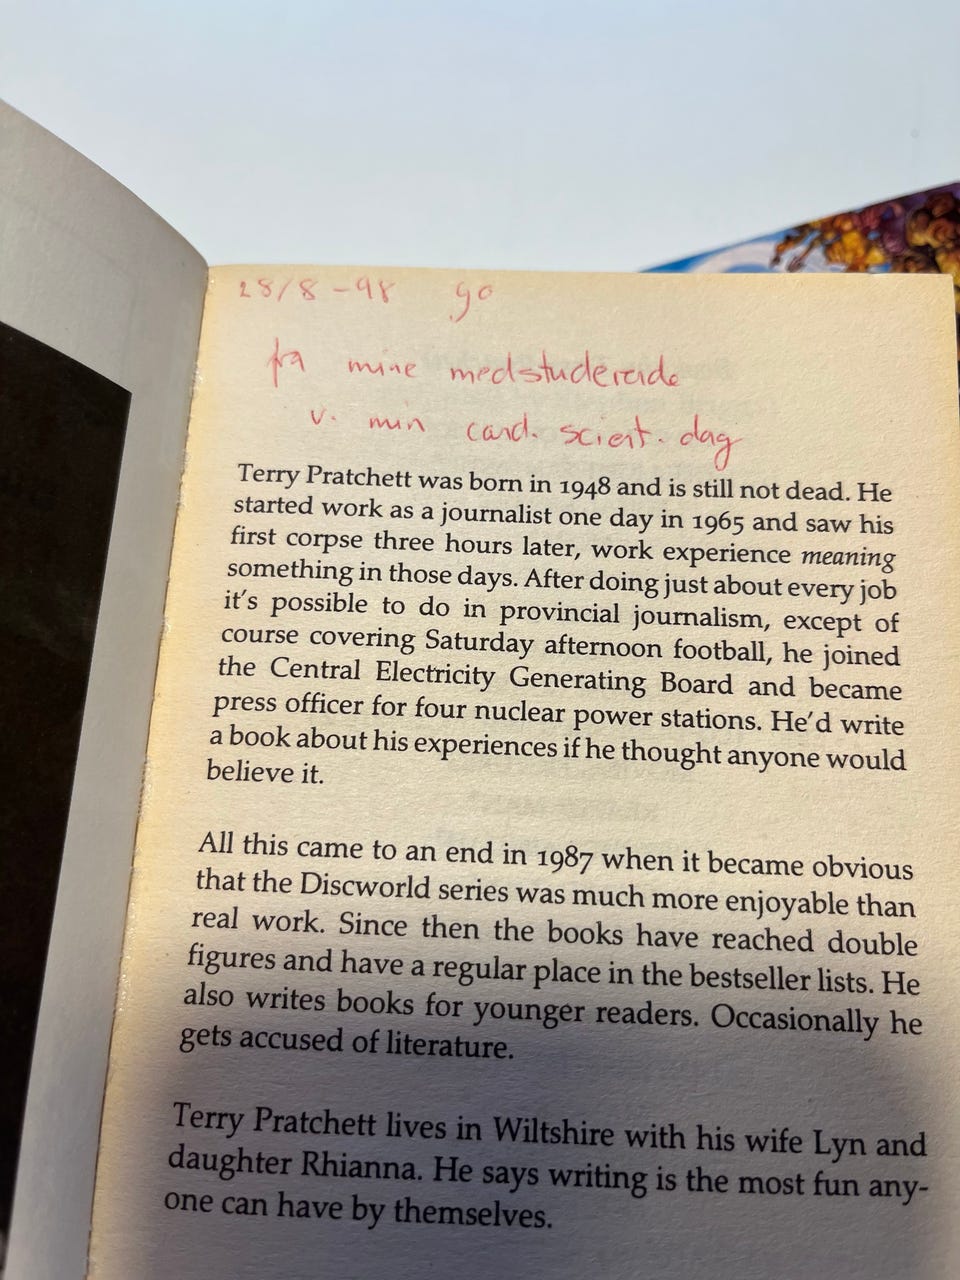 28/8-98 go
fra mine medstuderende
v. min cand. scient. dag
Terry Pratchett was born in 1948 and is still not dead. He
started work as a journalist one day in 1965 and saw his
first corpse three hours later, work experience meaning
something in those days. After doing just about every job
it's possible to do in provincial journalism, except of
course covering Saturday afternoon football, he joined
the Central Electricity Generating Board and became
press officer for four nuclear power stations. He'd write
a book about his experiences if he thought anyone would
believe it.
All this came to an end in 1987 when it became obvious
that the Discworld series was much more enjoyable than
real work. Since then the books have reached double
figures and have a regular place in the bestseller lists. He
also writes books for younger readers. Occasionally he
gets accused of literature.
Terry Pratchett lives in Wiltshire with his wife Lyn and
daughter Rhianna. He says writing is the most fun any-
one can have by themselves.